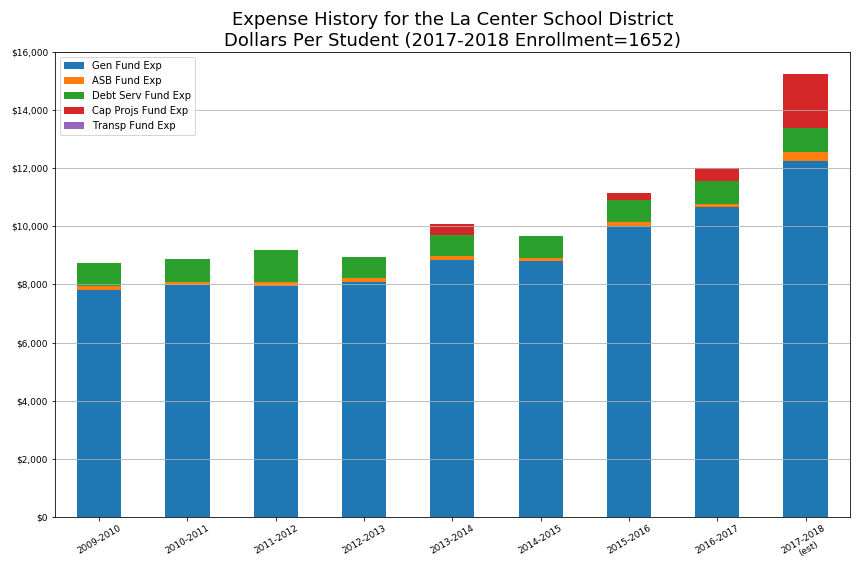 Expense History for the La Center School District
Dollars Per Student (2017-2018 Enrollment=1652)
$16,000
$14,000
$12,000
$10,000
$8,000
$6,000
$4,000
$2,000
$0
Gen Fund Exp
ASB Fund Exp
Debt Serv Fund Exp
Cap Projs Fund Exp
Transp Fund Exp
2009-2010
2010-2011
2011-2012
2012-2013
2013-2014
2014-2015
2015-2016
2016-2017
2017-2018
(est)